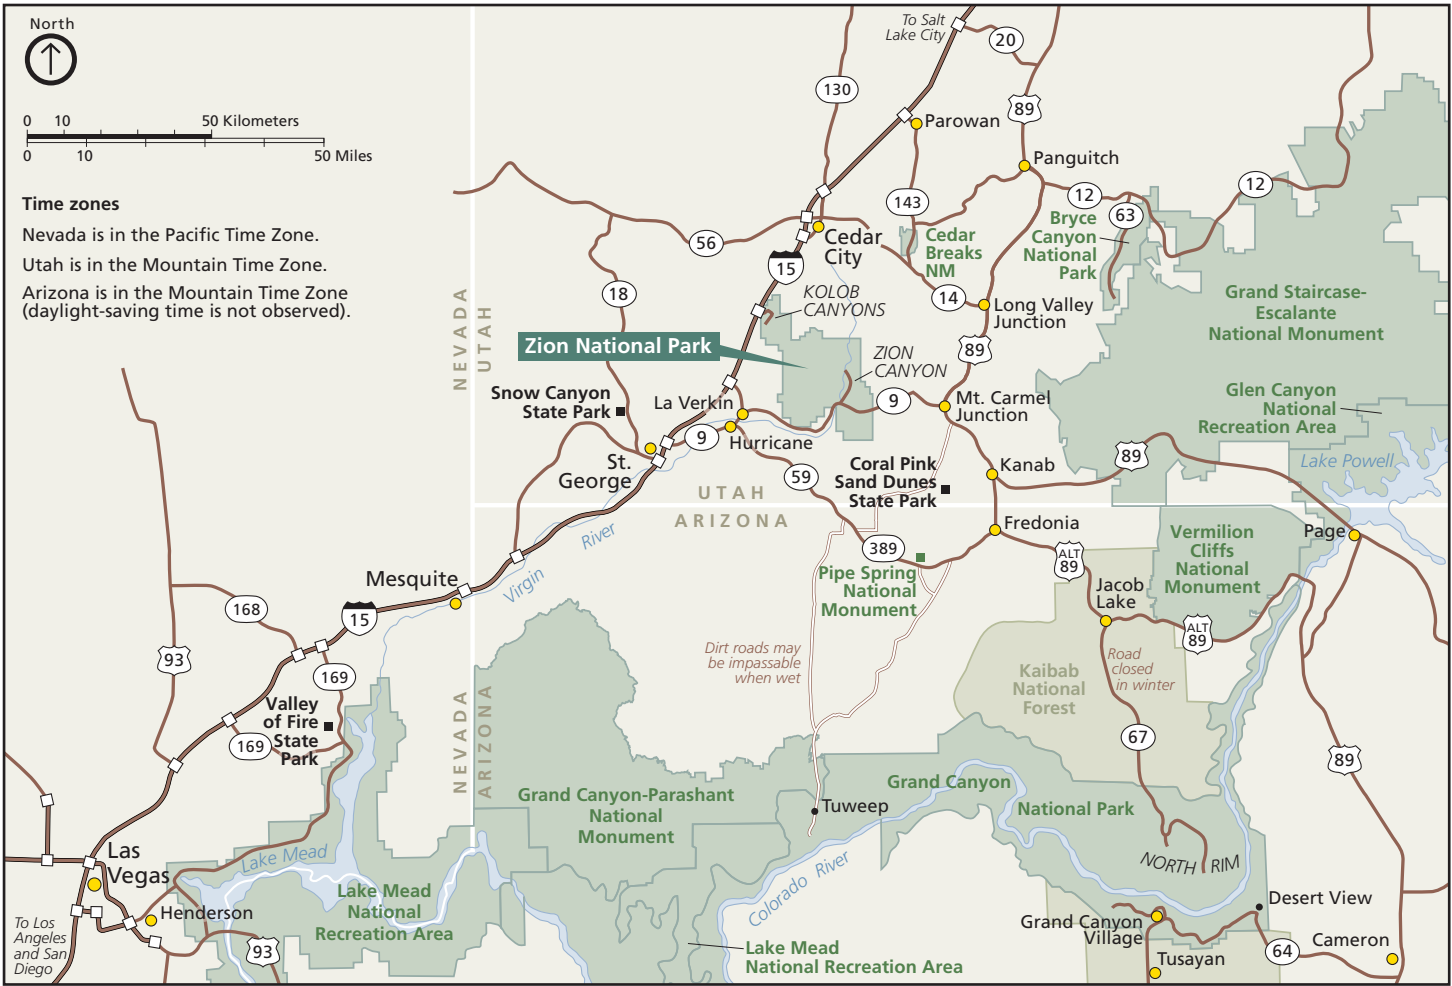 North
0 10 50 Kilometers
0 10 50 Miles
Time zones
Nevada is in the Pacific Time Zone.
Utah is in the Mountain Time Zone.
Arizona is in the Mountain Time Zone
(daylight-saving time is not observed).
To Salt
Lake City
20
130
89
Parowan
Panguitch
12
12
63
143
Bryce
Canyon
National
Park
Cedar
Breaks
NM
56
Cedar
City
15
18
KOLOB
CANYONS
14
Long Valley
Junction
Grand Staircase-
Escalante
National Monument
NEVADA
UTAH
Zion National Park
ZION
CANYON
89
Snow Canyon
State Park
La Verkin
9
Mt. Carmel
Junction
Glen Canyon
National
Recreation Area
9
Hurricane
St.
George
59
Coral Pink
Sand Dunes
State Park
Kanab
89
Lake Powell
UTAH
ARIZONA
River
Virgin
389
Fredonia
ALT
89
Vermilion
Cliffs
National
Monument
Page
Pipe Spring
National
Monument
Mesquite
15
168
Jacob
Lake
ALT
89
93
169
Dirt roads may
be impassable
when wet
Road
closed
in winter
Kaibab
National
Forest
Valley
of Fire
State
Park
169
NEVADA
ARIZONA
67
89
Grand Canyon-Parashant
National
Monument
Grand Canyon
National Park
Tuweep
Las
Vegas
Lake Mead
Colorado River
NORTH RIM
Lake Mead
National
Recreation Area
Henderson
93
To Los
Angeles
and San
Diego
Lake Mead
National Recreation Area
Desert View
Grand Canyon
Village
64
Cameron
Tusayan